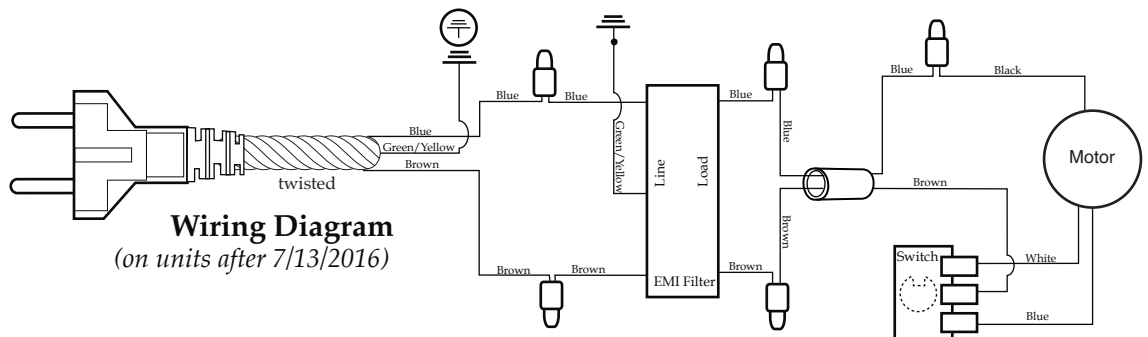 Blue
Green/Yellow
Brown
twisted
Wiring Diagram
(on units after 7/13/2016)
Blue
Blue
Green/Yellow
Brown
Brown
Line
Load
EMI Filter
Blue
Blue
Brown
Brown
Blue
Black
Brown
Motor
Switch
White
Blue